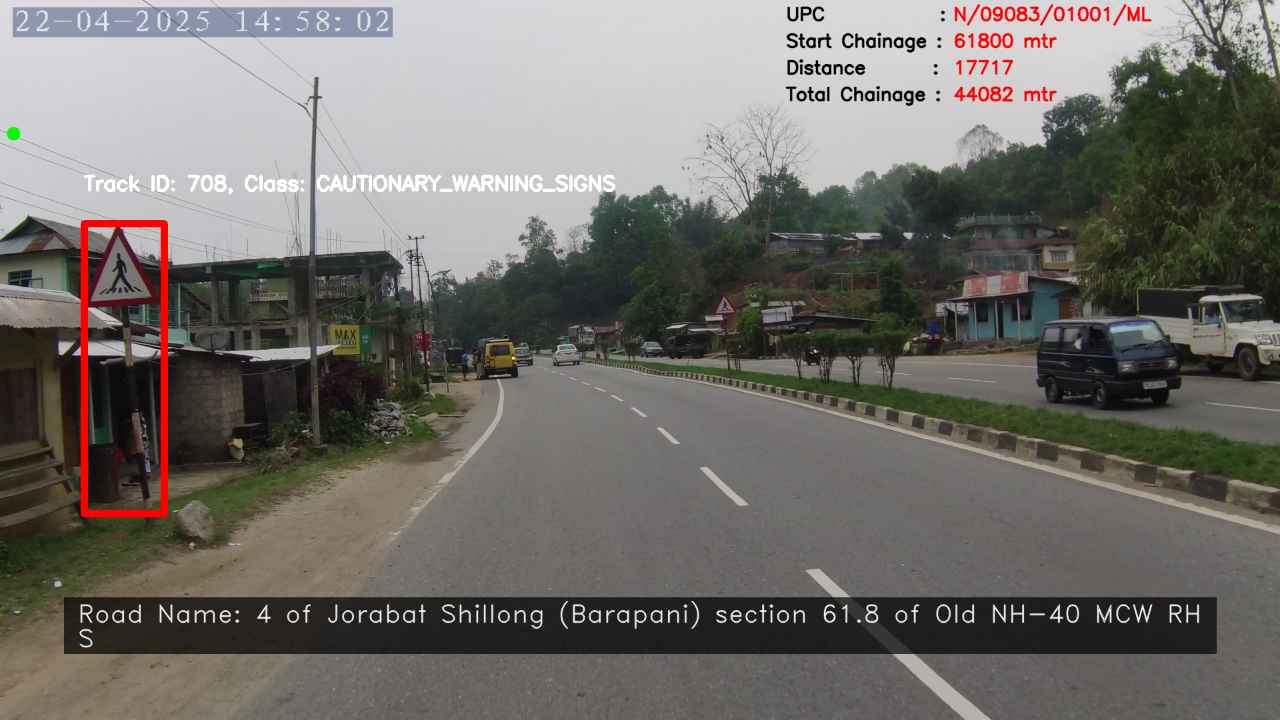 22-04-2025 14:58:02
UPC : N/09083/01001/ML
Start Chainage : 61800 mtr
Distance : 17717
Total Chainage : 44082 mtr
Track ID: 708, Class: CAUTIONARY_WARNING_SIGNS
MAX
Road Name: 4 of Jorabat Shillong (Barapani) section 61.8 of Old NH-40 MCW RH
S